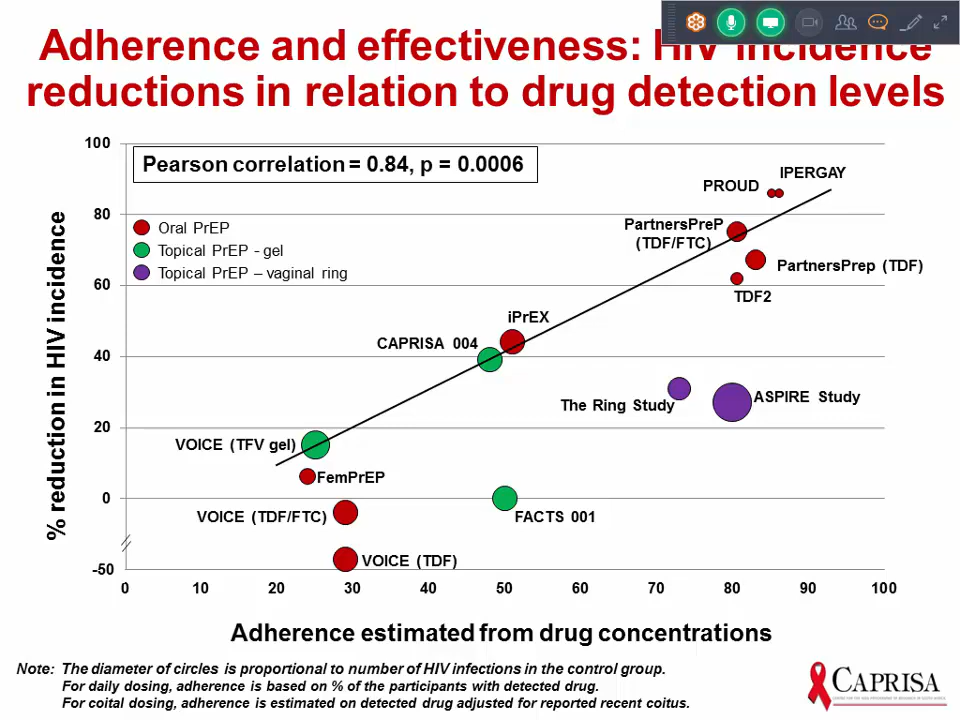 Adherence and effectiveness: HIV incidence
reductions in relation to drug detection levels
Pearson correlation = 0.84, p = 0.0006
Oral PrEP
Topical PrEP - gel
Topical PrEP – vaginal ring
% reduction in HIV incidence
100
80
60
40
20
0
-50
IPERGAY
PROUD
PartnersPreP
(TDF/FTC)
PartnersPrep (TDF)
TDF2
iPrEX
CAPRISA 004
The Ring Study
ASPIRE Study
VOICE (TFV gel)
FemPrEP
VOICE (TDF/FTC)
FACTS 001
VOICE (TDF)
0 10 20 30 40 50 60 70 80 90 100
Adherence estimated from drug concentrations
Note: The diameter of circles is proportional to number of HIV infections in the control group.
For daily dosing, adherence is based on % of the participants with detected drug.
For coital dosing, adherence is estimated on detected drug adjusted for reported recent coitus.
CAPRISA